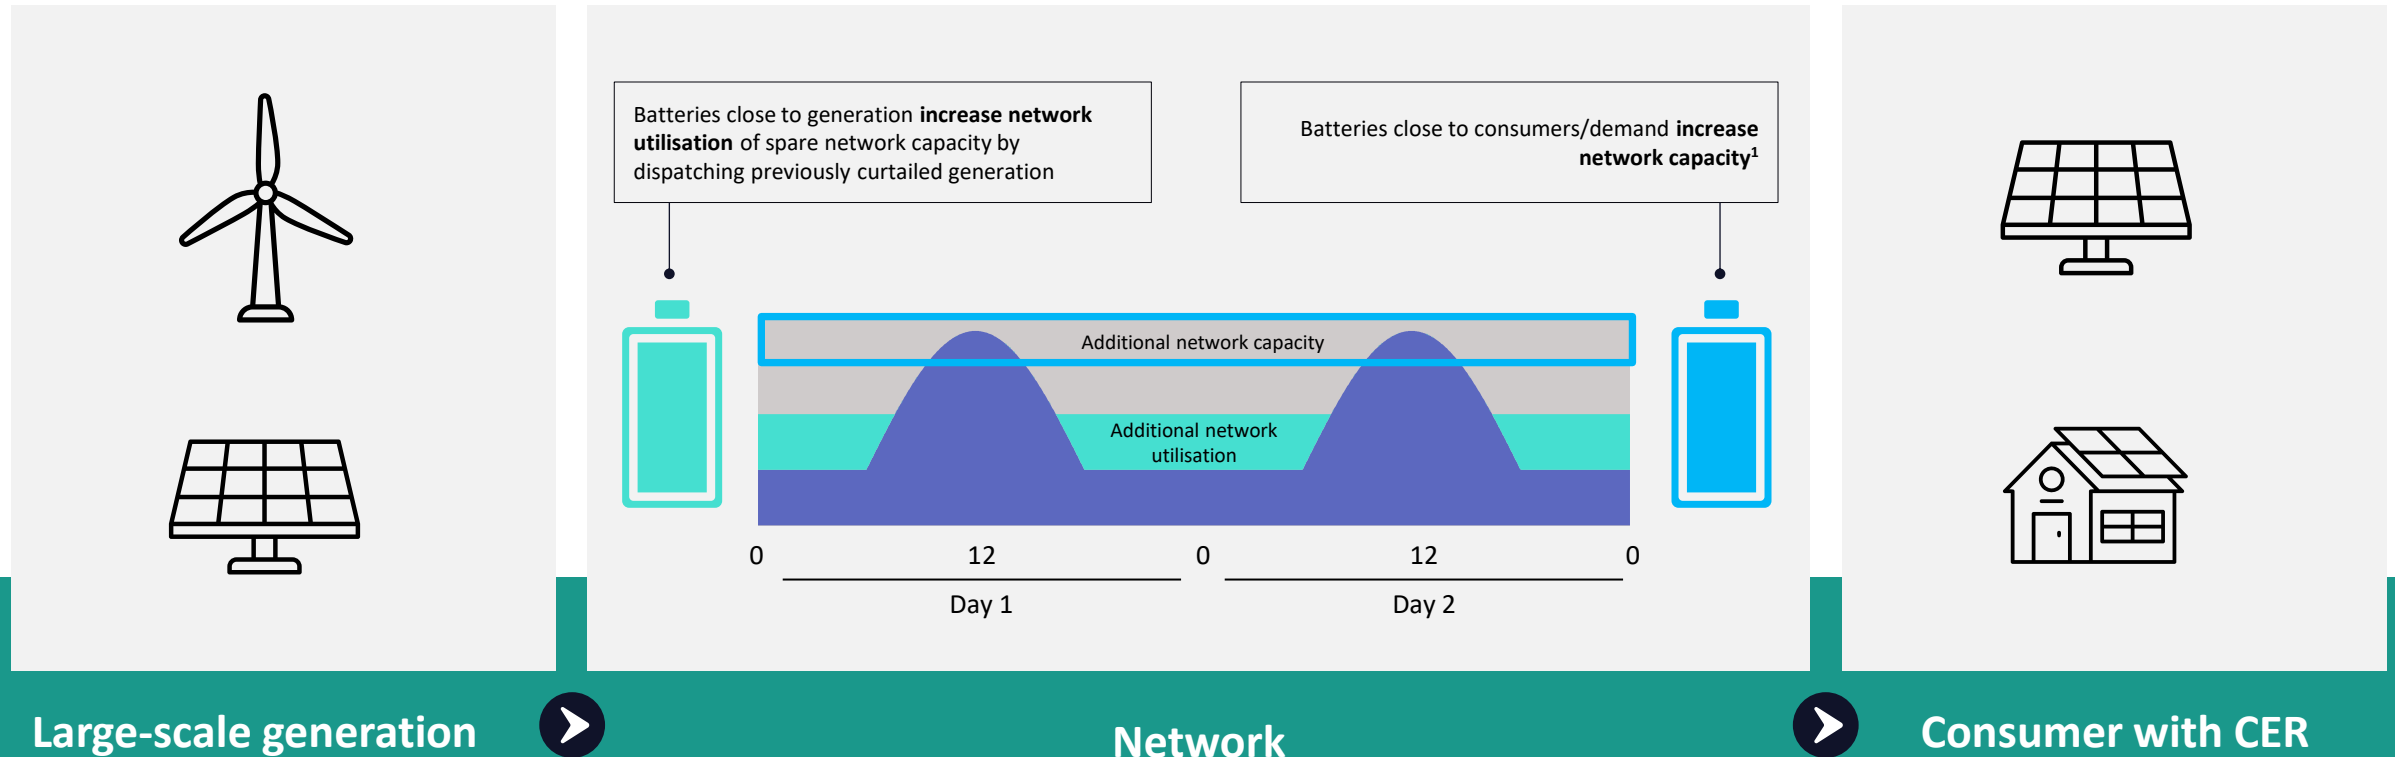 Batteries close to generation increase network
utilisation of spare network capacity by
dispatching previously curtailed generation
Batteries close to consumers/demand increase
network capacity¹
Additional network capacity
Additional network
utilisation
0 12 0 12 0
Day 1 Day 2
Large-scale generation
Network
Consumer with CER